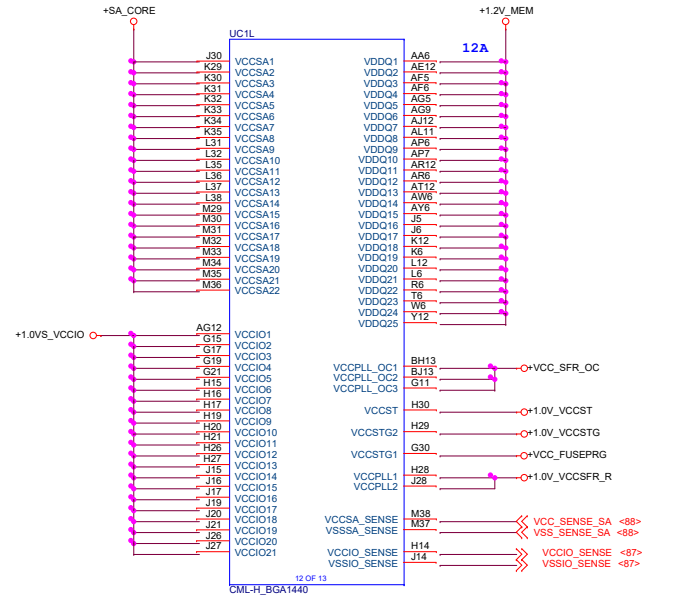 +SA_CORE
+1.2V_MEM
UC1L
12A
J30 VCCSA1 VDDQ1 AA6
K29 VCCSA2 VDDQ2 AE12
K30 VCCSA3 VDDQ3 AF5
K31 VCCSA4 VDDQ4 AF6
K32 VCCSA5 VDDQ5 AG5
K33 VCCSA6 VDDQ6 AG9
K34 VCCSA7 VDDQ7 AJ12
K35 VCCSA8 VDDQ8 AL11
L31 VCCSA9 VDDQ9 AP6
L32 VCCSA10 VDDQ10 AP7
L35 VCCSA11 VDDQ11 AR12
L36 VCCSA12 VDDQ12 AR6
L37 VCCSA13 VDDQ13 AT12
L38 VCCSA14 VDDQ14 AW6
M29 VCCSA15 VDDQ15 AY6
M30 VCCSA16 VDDQ16 J5
M31 VCCSA17 VDDQ17 J6
M32 VCCSA18 VDDQ18 K12
M33 VCCSA19 VDDQ19 K6
M34 VCCSA20 VDDQ20 L12
M35 VCCSA21 VDDQ21 L6
M36 VCCSA22 VDDQ22 R6
VDDQ23 T6
VDDQ24 W6
VDDQ25 Y12
+1.0VS_VCCIO AG12 VCCIO1
G15 VCCIO2
G17 VCCIO3
G19 VCCIO4 VCCPLL_OC1 BH13 +VCC_SFR_OC
G21 VCCIO5 VCCPLL_OC2 BJ13
H15 VCCIO6 VCCPLL_OC3 G11
H16 VCCIO7
H17 VCCIO8 VCCST H30 +1.0V_VCCST
H19 VCCIO9
H20 VCCIO10 VCCSTG2 H29 +1.0V_VCCSTG
H21 VCCIO11
H26 VCCIO12 VCCSTG1 G30 +VCC_FUSEPRG
H27 VCCIO13
J15 VCCIO14 VCCPLL1 H28 +1.0V_VCCSFR_R
J16 VCCIO15 VCCPLL2 J28
J17 VCCIO16
J19 VCCIO17
J20 VCCIO18 VCCSA_SENSE M38 VCC_SENSE_SA <88>
J21 VCCIO19 VSSSA_SENSE M37 VSS_SENSE_SA <88>
J26 VCCIO20
J27 VCCIO21 VCCIO_SENSE H14 VCCIO_SENSE <87>
VSSIO_SENSE J14 VSSIO_SENSE <87>
12 OF 13
CML-H_BGA1440